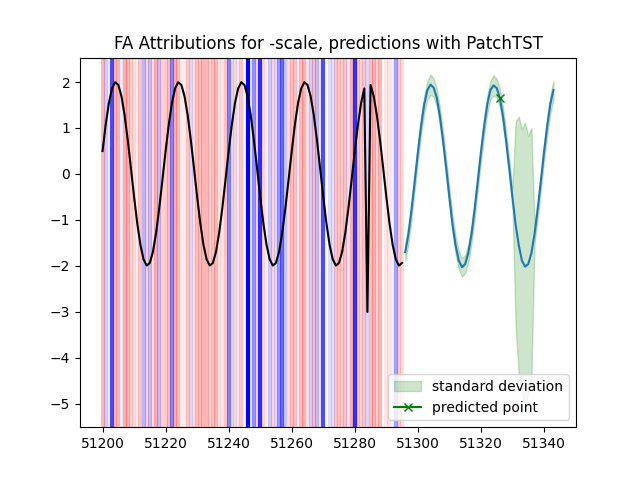 FA Attributions for -scale, predictions with PatchTST
2
1
0
−1
−2
−3
−4
−5
standard deviation
predicted point
51200 51220 51240 51260 51280 51300 51320 51340